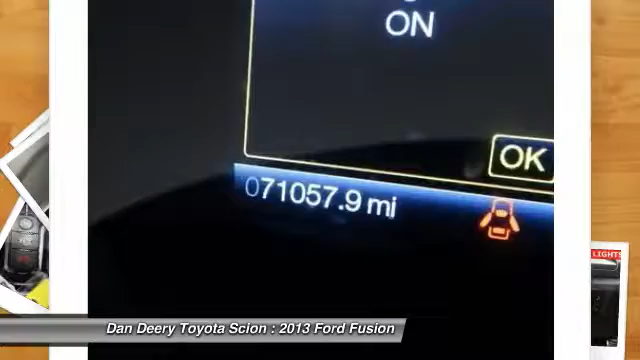 ON
OK
071057.9 mi
LIGHTS
Dan Deery Toyota Scion : 2013 Ford Fusion